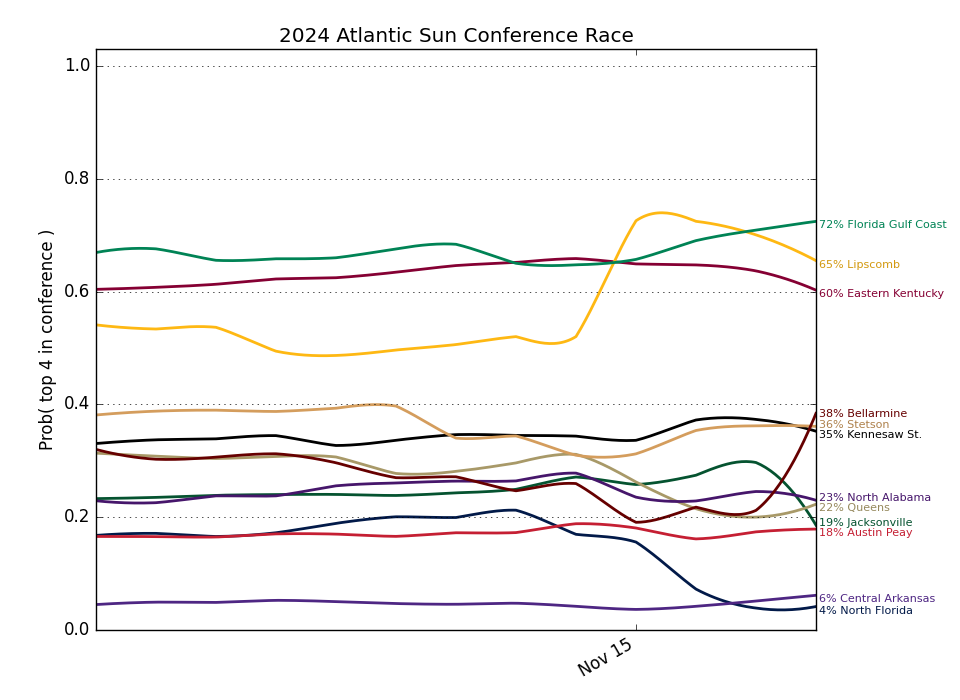 2024 Atlantic Sun Conference Race
Prob( top 4 in conference )
1.0
0.8
0.6
0.4
0.2
0.0
Nov 15
72% Florida Gulf Coast
65% Lipscomb
60% Eastern Kentucky
38% Bellarmine
36% Stetson
35% Kennesaw St.
23% North Alabama
22% Queens
19% Jacksonville
18% Austin Peay
6% Central Arkansas
4% North Florida